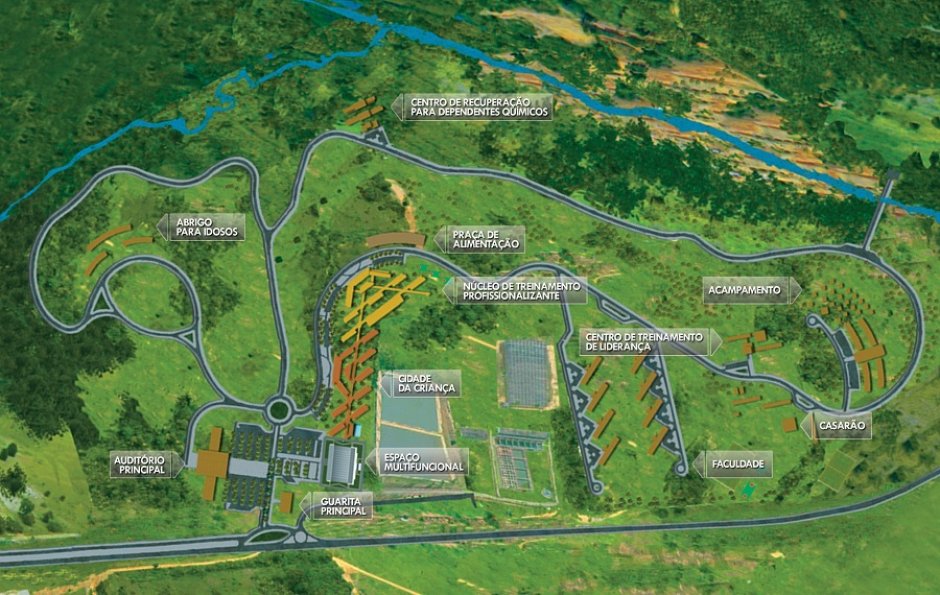 CENTRO DE RECUPERAÇÃO
PARA DEPENDENTES QUÍMICOS
ABRIGO
PARA IDOSOS
PRAÇA DE
ALIMENTAÇÃO
NÚCLEO DE TREINAMENTO
PROFISSIONALIZANTE
ACAMPAMENTO
CENTRO DE TREINAMENTO
DE LIDERANÇA
CIDADE
DA CRIANÇA
CASARÃO
AUDITÓRIO
PRINCIPAL
ESPAÇO
MULTIFUNCIONAL
FACULDADE
GUARITA
PRINCIPAL